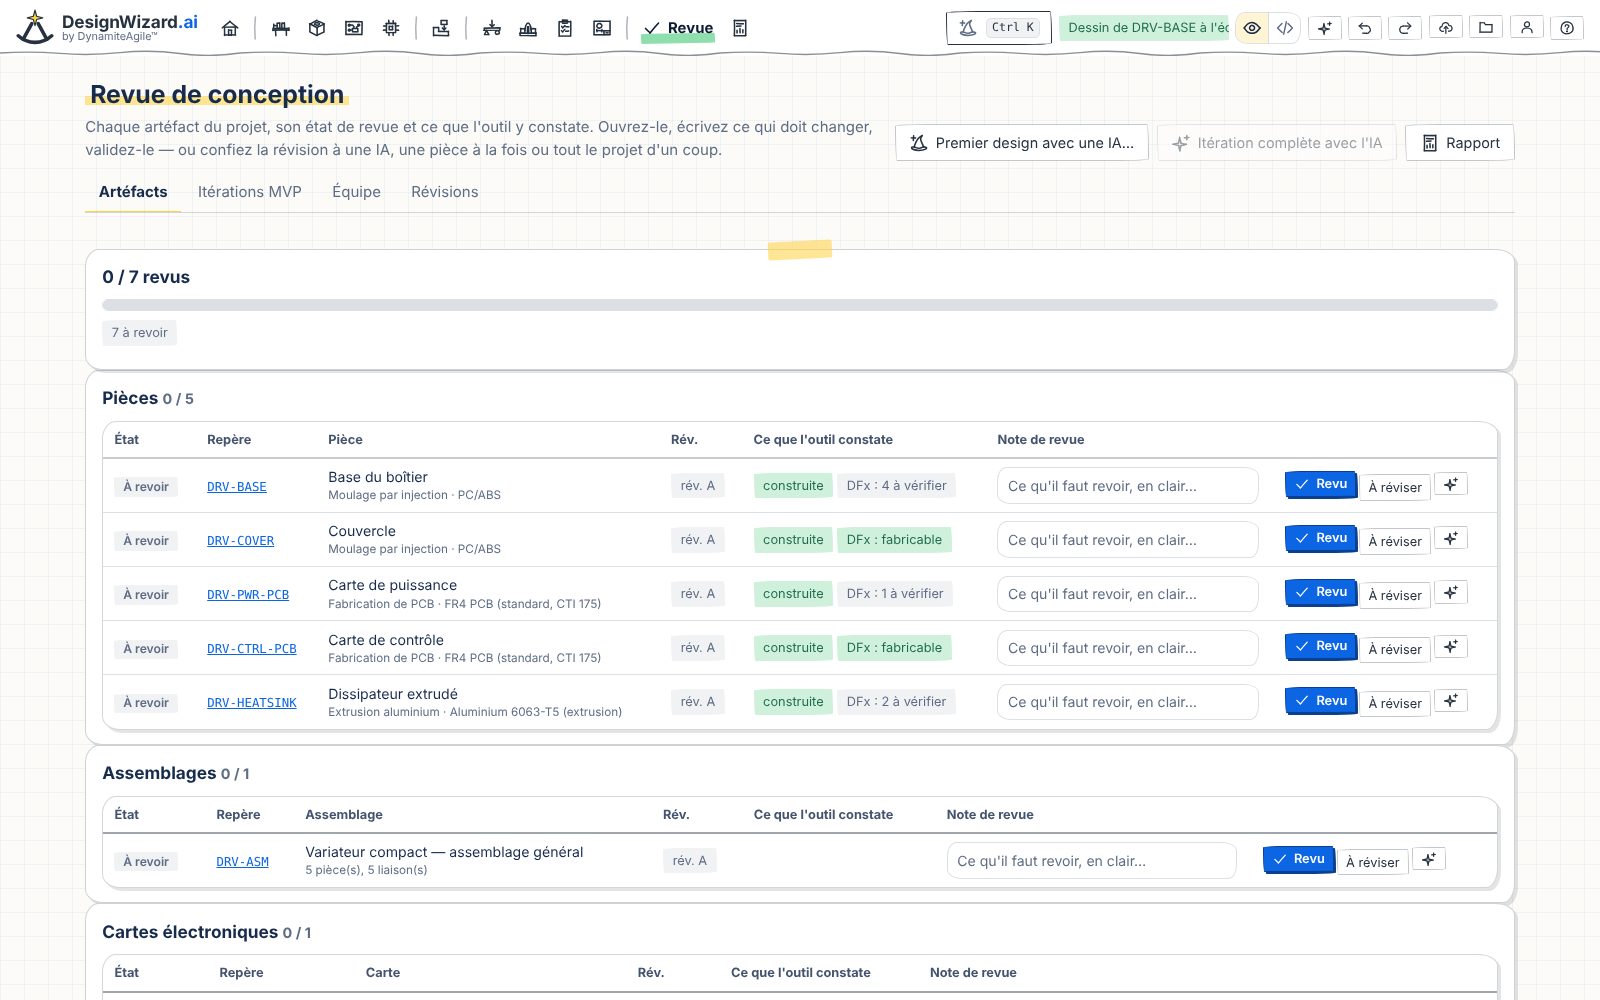 DesignWizard.ai
by DynamiteAgile™
Revue
Ctrl K
Dessin de DRV-BASE à l'éc
Revue de conception
Chaque artéfact du projet, son état de revue et ce que l'outil y constate. Ouvrez-le, écrivez ce qui doit changer,
validez-le — ou confiez la révision à une IA, une pièce à la fois ou tout le projet d'un coup.
Premier design avec une IA...
Itération complète avec l'IA
Rapport
Artéfacts
Itérations MVP
Équipe
Révisions
0 / 7 revus
7 à revoir
Pièces 0 / 5
État Repère Pièce Rév. Ce que l'outil constate Note de revue
À revoir DRV-BASE Base du boîtier rév. A construite DFx : 4 à vérifier Ce qu'il faut revoir, en clair... Revu À réviser
Moulage par injection · PC/ABS
À revoir DRV-COVER Couvercle rév. A construite DFx : fabricable Ce qu'il faut revoir, en clair... Revu À réviser
Moulage par injection · PC/ABS
À revoir DRV-PWR-PCB Carte de puissance rév. A construite DFx : 1 à vérifier Ce qu'il faut revoir, en clair... Revu À réviser
Fabrication de PCB · FR4 PCB (standard, CTI 175)
À revoir DRV-CTRL-PCB Carte de contrôle rév. A construite DFx : fabricable Ce qu'il faut revoir, en clair... Revu À réviser
Fabrication de PCB · FR4 PCB (standard, CTI 175)
À revoir DRV-HEATSINK Dissipateur extrudé rév. A construite DFx : 2 à vérifier Ce qu'il faut revoir, en clair... Revu À réviser
Extrusion aluminium · Aluminium 6063-T5 (extrusion)
Assemblages 0 / 1
État Repère Assemblage Rév. Ce que l'outil constate Note de revue
À revoir DRV-ASM Variateur compact — assemblage général rév. A Ce qu'il faut revoir, en clair... Revu À réviser
5 pièce(s), 5 liaison(s)
Cartes électroniques 0 / 1
État Repère Carte Rév. Ce que l'outil constate Note de revue